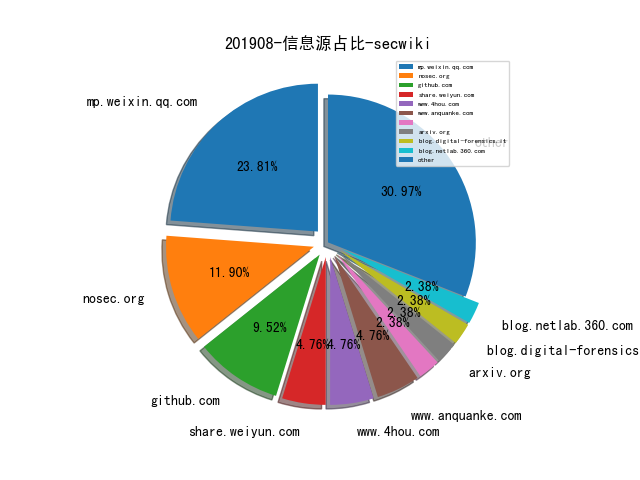 201908-信息源占比-secwiki
mp.weixin.qq.com
nosec.org
github.com
share.weiyun.com
www.4hou.com
www.anquanke.com
arxiv.org
blog.digital-forensics.it
blog.netlab.360.com
other
mp.weixin.qq.com
other
23.81%
30.97%
11.90%
nosec.org
9.52%
4.76%
4.76%
4.76%
2.38%
2.38%
2.38%
2.38%
blog.netlab.360.com
blog.digital-forensics
arxiv.org
github.com
www.anquanke.com
share.weiyun.com
www.4hou.com